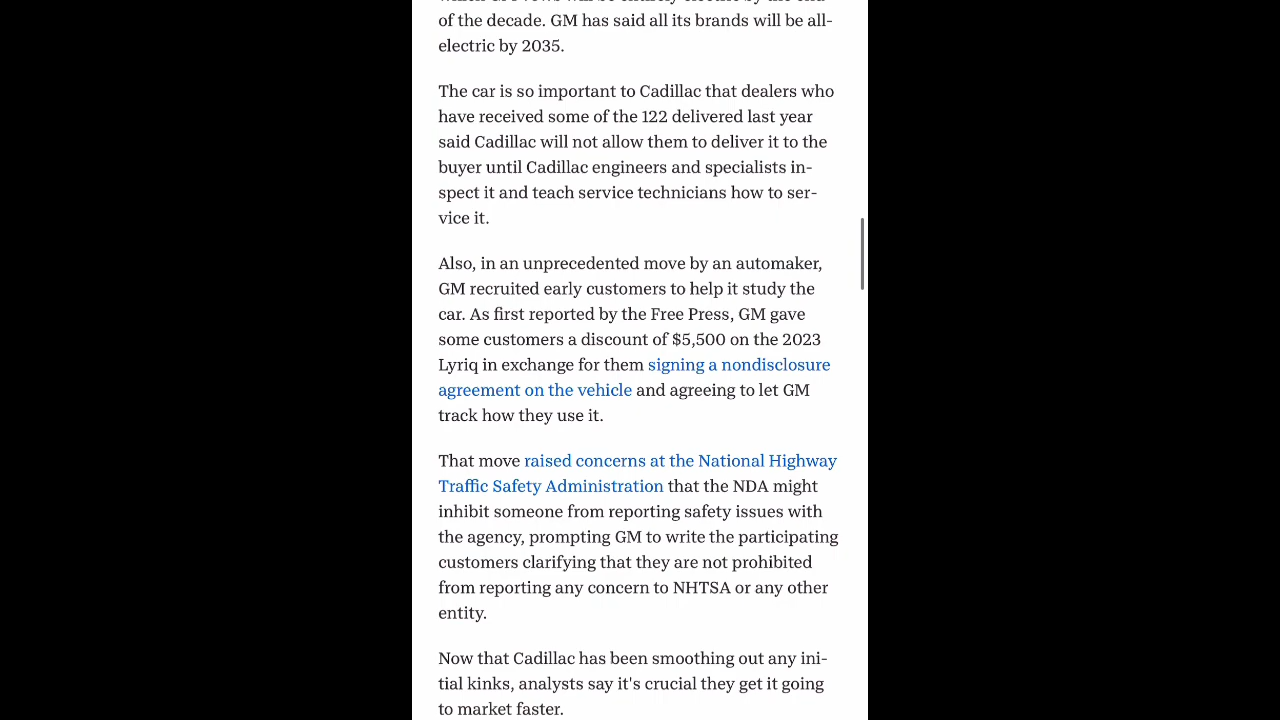 of the decade. GM has said all its brands will be all-
electric by 2035.
The car is so important to Cadillac that dealers who
have received some of the 122 delivered last year
said Cadillac will not allow them to deliver it to the
buyer until Cadillac engineers and specialists in-
spect it and teach service technicians how to ser-
vice it.
Also, in an unprecedented move by an automaker,
GM recruited early customers to help it study the
car. As first reported by the Free Press, GM gave
some customers a discount of $5,500 on the 2023
Lyriq in exchange for them signing a nondisclosure
agreement on the vehicle and agreeing to let GM
track how they use it.
That move raised concerns at the National Highway
Traffic Safety Administration that the NDA might
inhibit someone from reporting safety issues with
the agency, prompting GM to write the participating
customers clarifying that they are not prohibited
from reporting any concern to NHTSA or any other
entity.
Now that Cadillac has been smoothing out any ini-
tial kinks, analysts say it's crucial they get it going
to market faster.